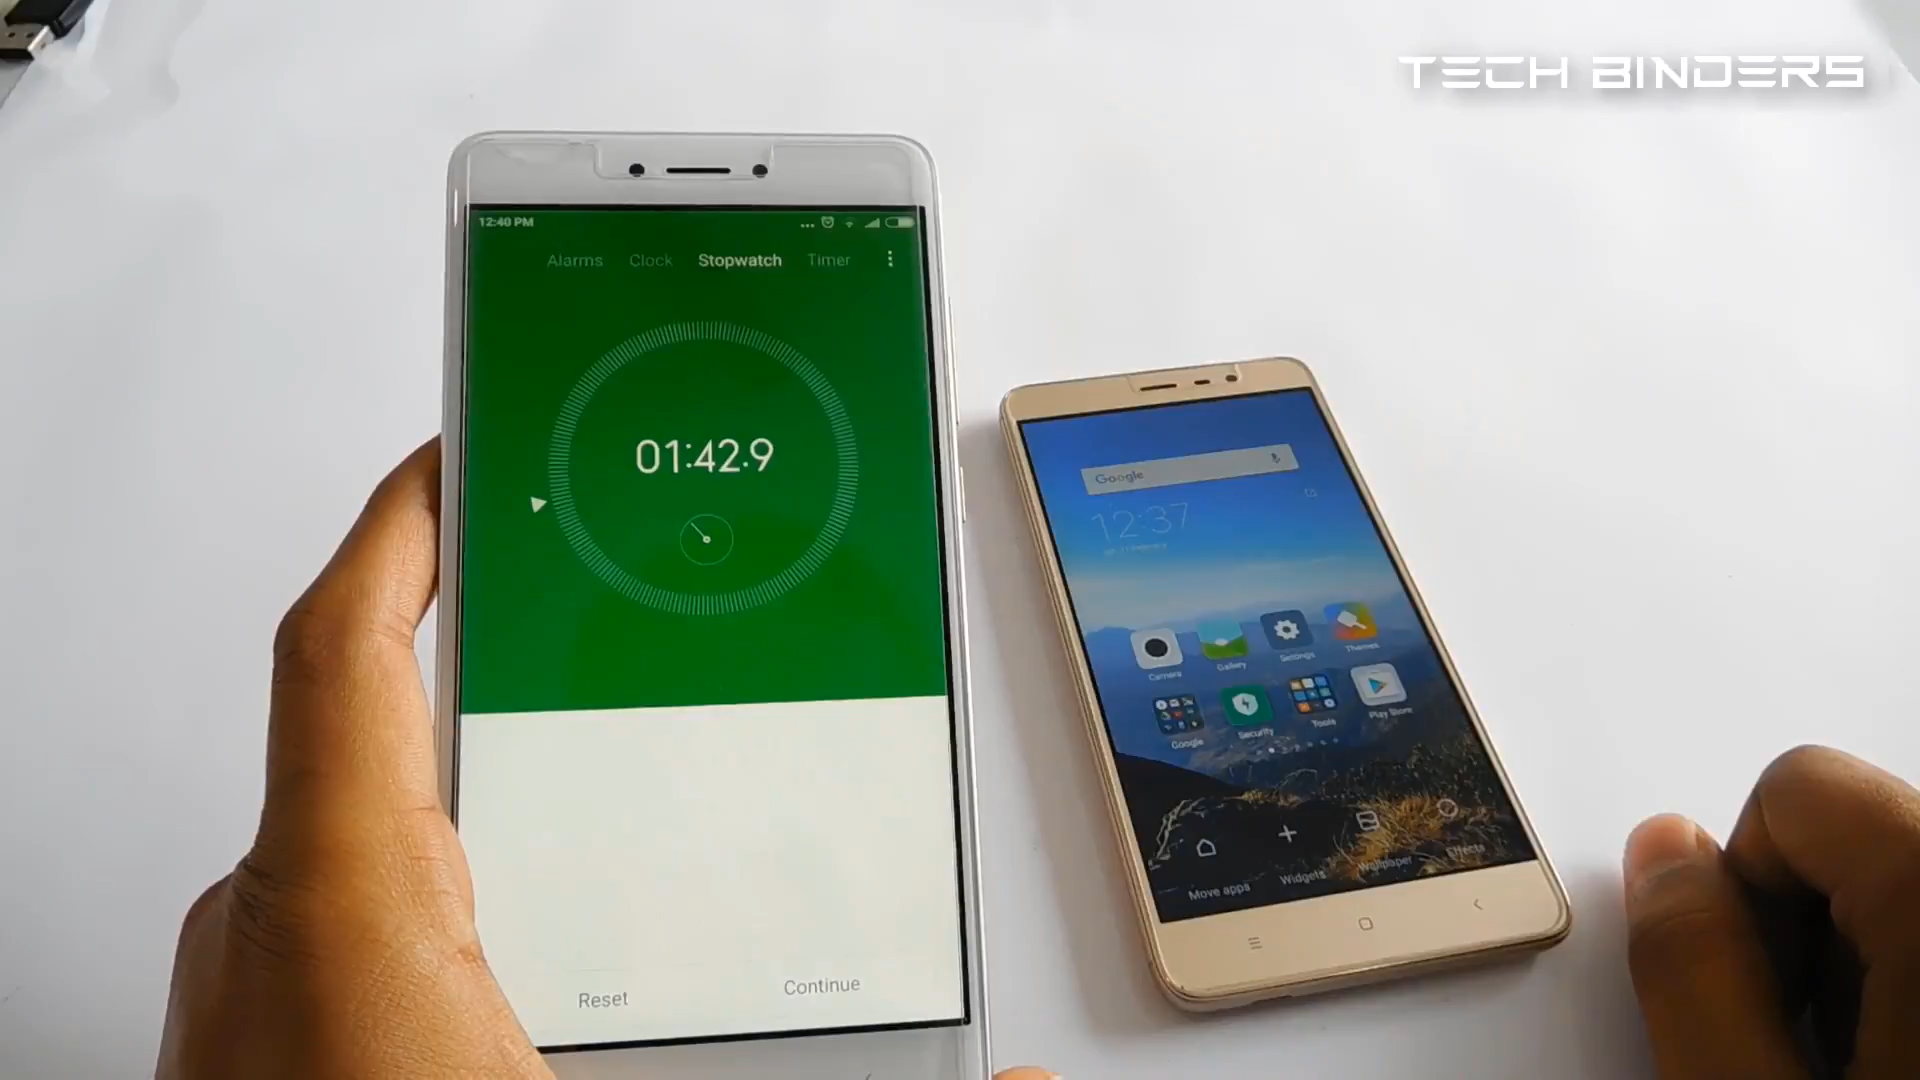 TECH BINDERS
12:40 PM
Alarms Clock Stopwatch Timer
01:42.9
Reset Continue
Google
12:37
Camera Gallery Settings Themes
Google Security Tools Play Store
Move apps Widgets Wallpaper Effects